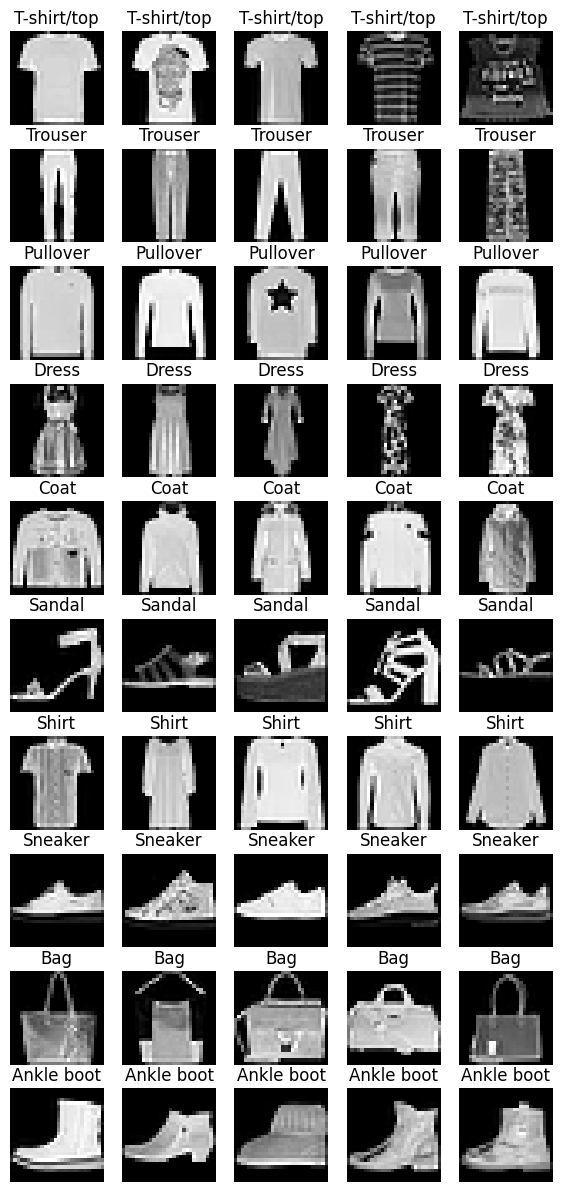 T-shirt/top T-shirt/top T-shirt/top T-shirt/top T-shirt/top
Trouser Trouser Trouser Trouser Trouser
Pullover Pullover Pullover Pullover Pullover
Dress Dress Dress Dress Dress
Coat Coat Coat Coat Coat
Sandal Sandal Sandal Sandal Sandal
Shirt Shirt Shirt Shirt Shirt
Sneaker Sneaker Sneaker Sneaker Sneaker
Bag Bag Bag Bag Bag
Ankle boot Ankle boot Ankle boot Ankle boot Ankle boot